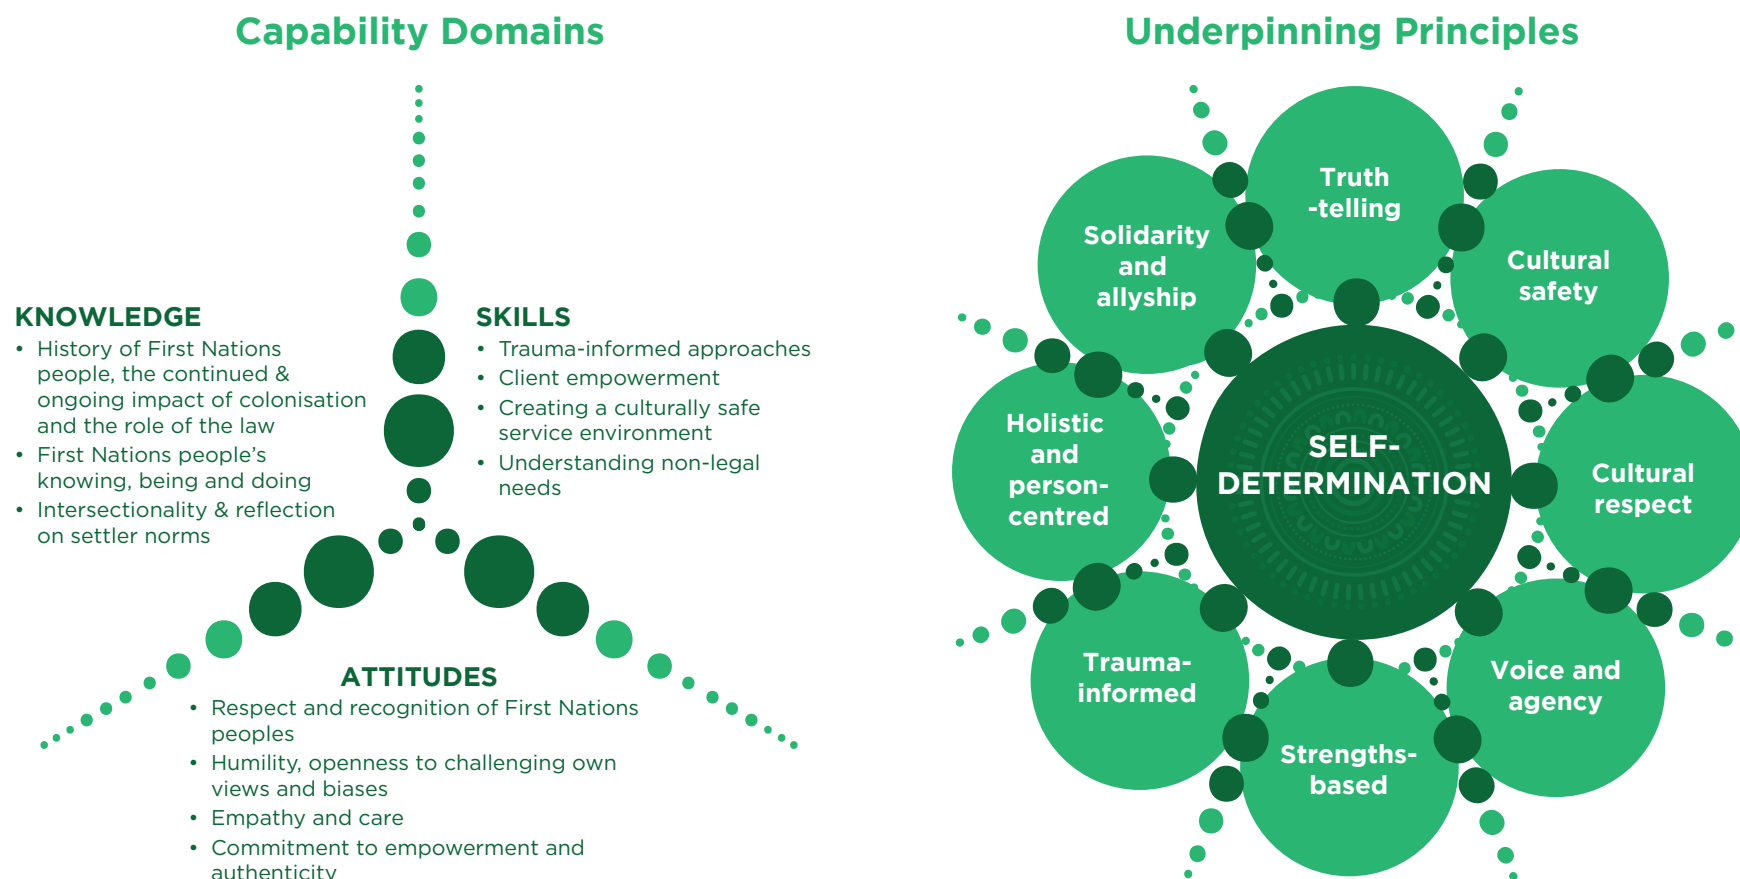 Capability Domains
KNOWLEDGE
• History of First Nations
people, the continued &
ongoing impact of colonisation
and the role of the law
• First Nations people’s
knowing, being and doing
• Intersectionality & reflection
on settler norms
SKILLS
• Trauma-informed approaches
• Client empowerment
• Creating a culturally safe
service environment
• Understanding non-legal
needs
ATTITUDES
• Respect and recognition of First Nations
peoples
• Humility, openness to challenging own
views and biases
• Empathy and care
• Commitment to empowerment and
authenticity
Underpinning Principles
Truth
-telling
Cultural
safety
Cultural
respect
Voice and
agency
Strengths-
based
Trauma-
informed
Holistic
and
person-
centred
Solidarity
and
allyship
SELF-
DETERMINATION